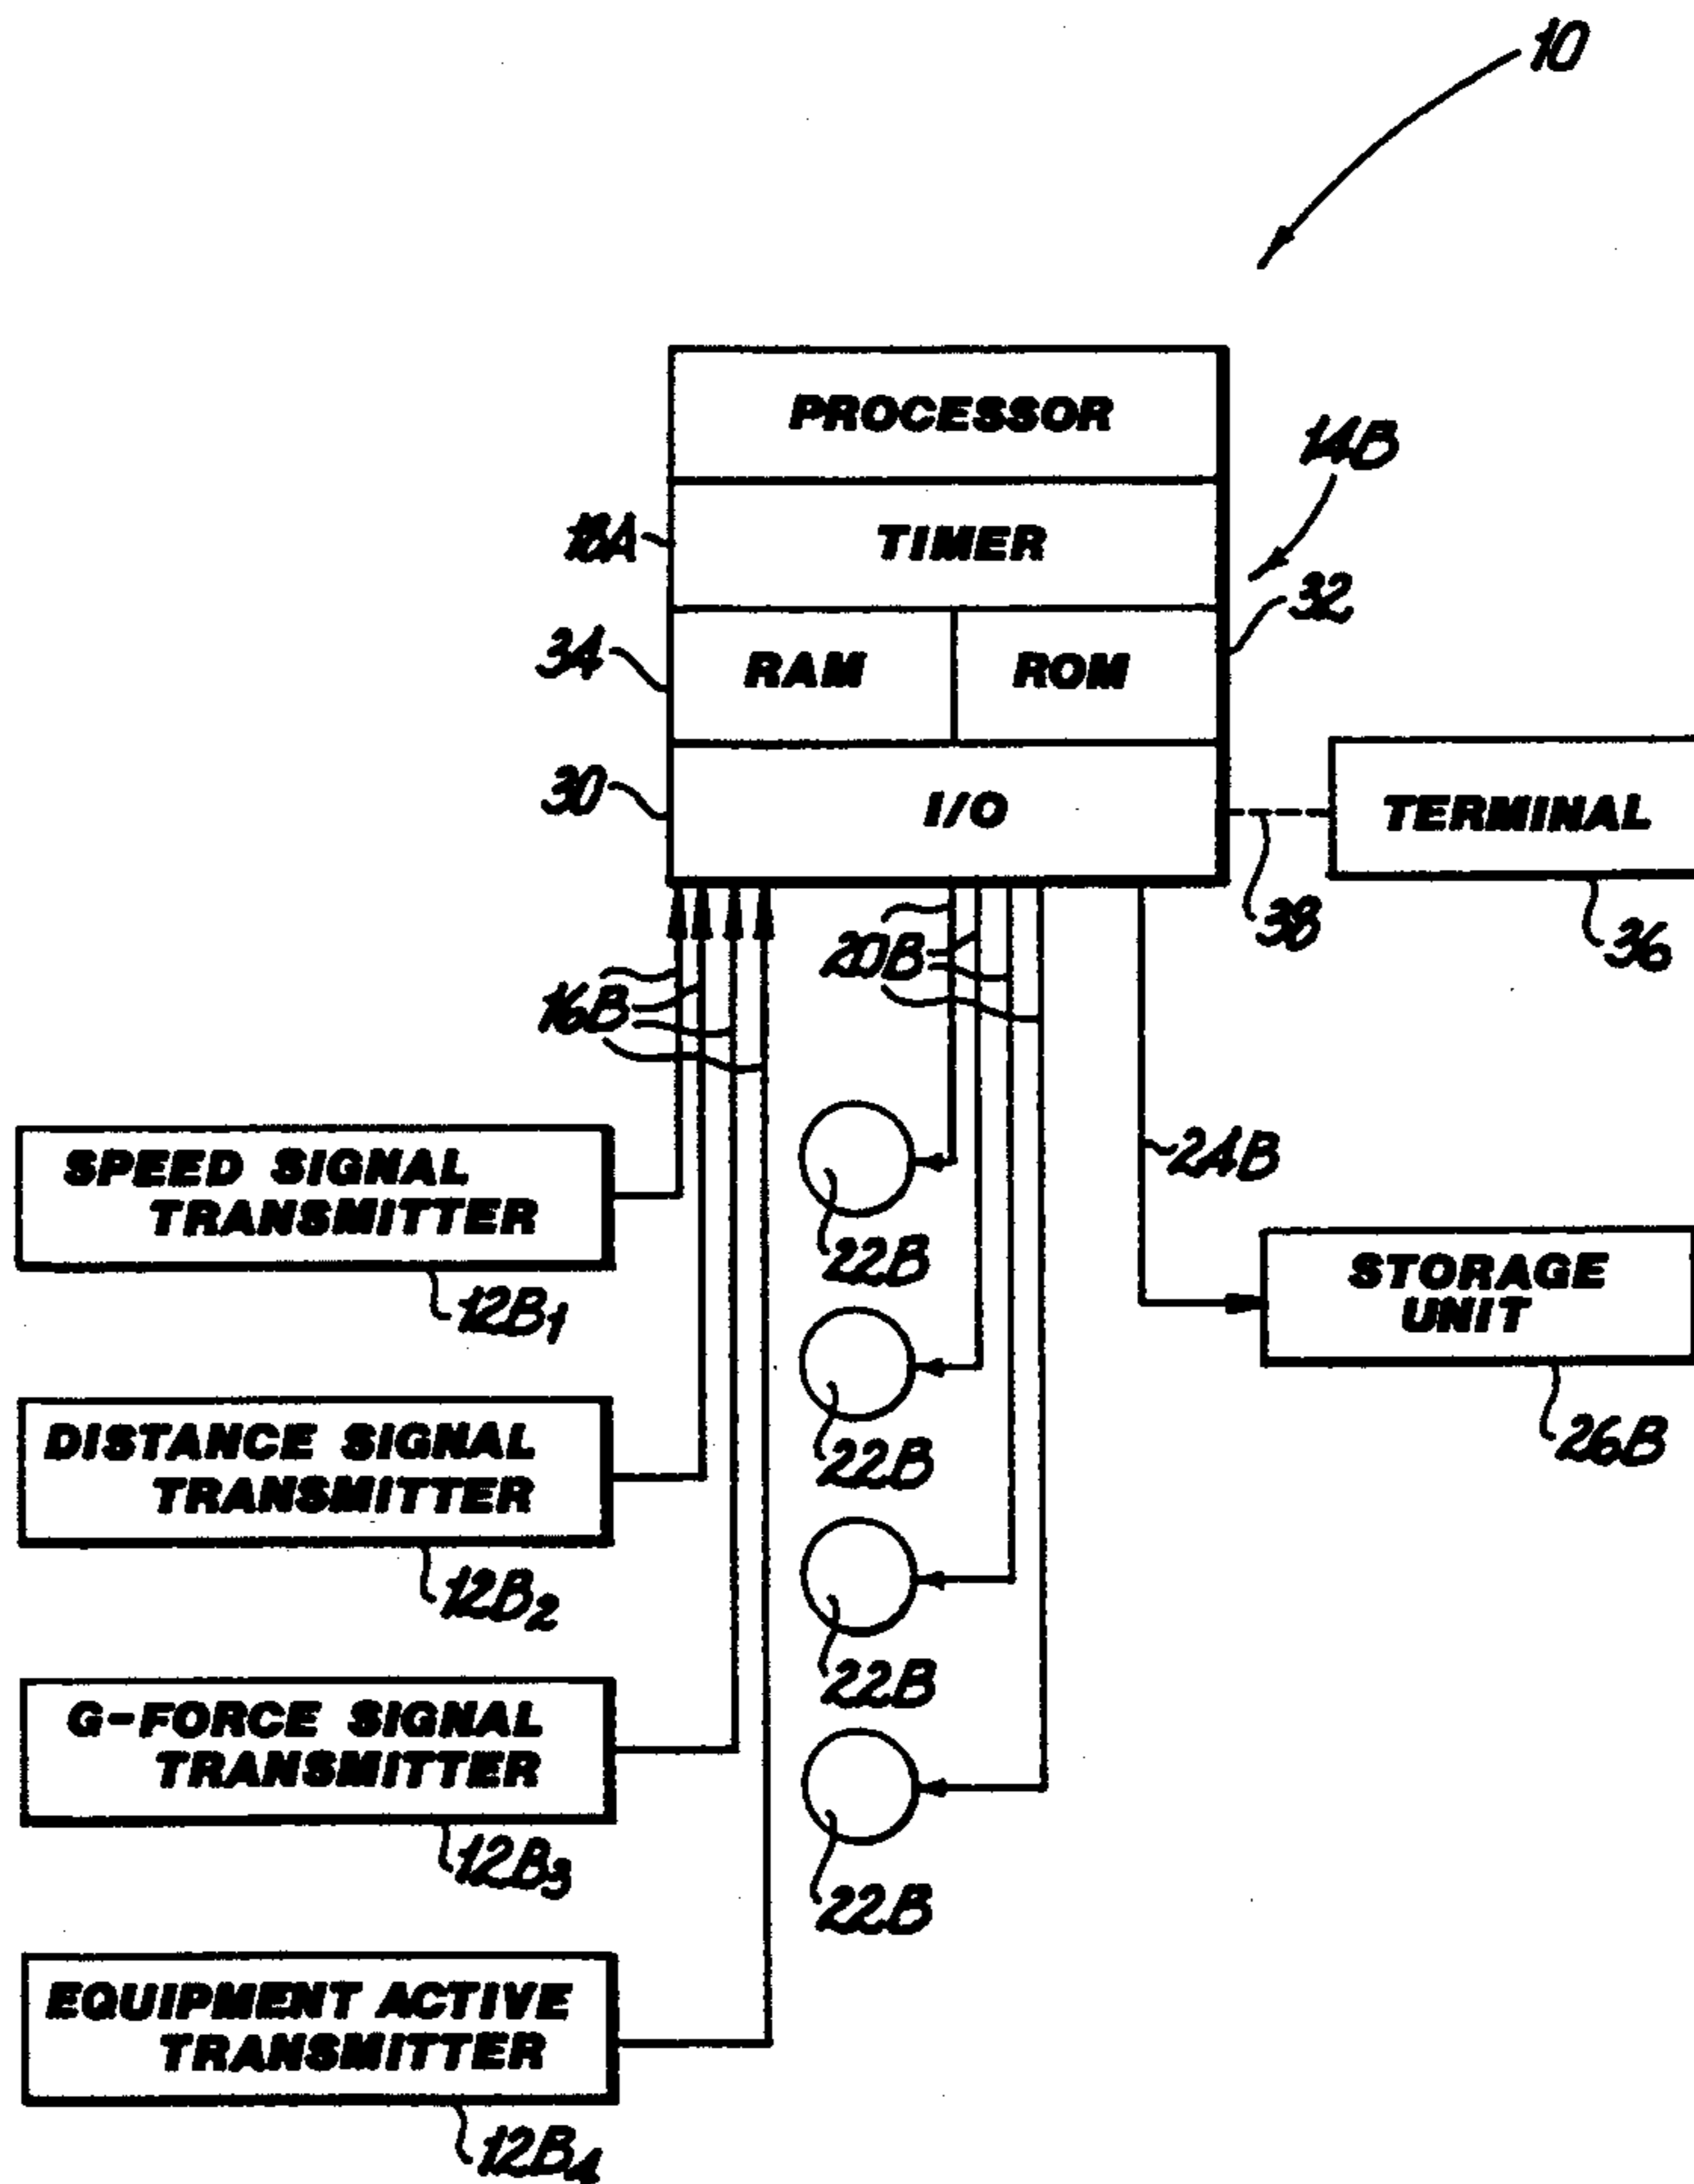 10
PROCESSOR
14B
18A
TIMER
32
34
RAM
ROM
30
I/O
TERMINAL
38
36
20B
16B
24B
SPEED SIGNAL
TRANSMITTER
22B
12B1
STORAGE
UNIT
26B
DISTANCE SIGNAL
TRANSMITTER
22B
12B2
22B
G-FORCE SIGNAL
TRANSMITTER
12B3
22B
EQUIPMENT ACTIVE
TRANSMITTER
12B4